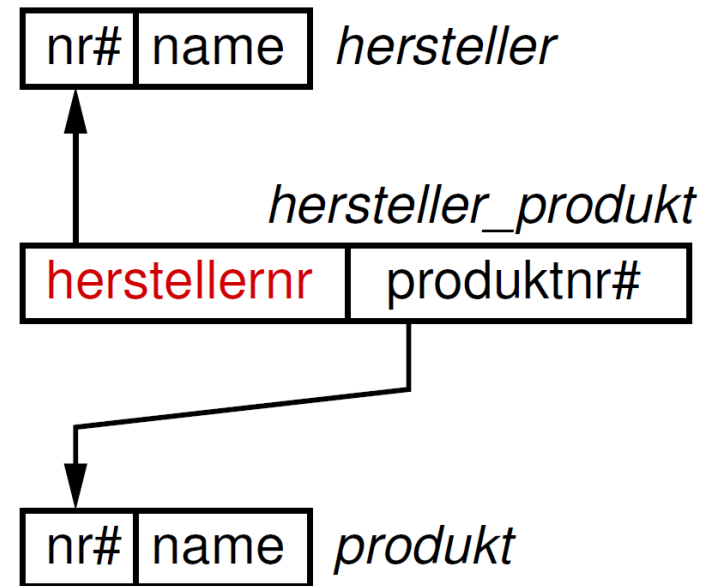 nr# name hersteller
hersteller_produkt
herstellernr produktnr#
nr# name produkt